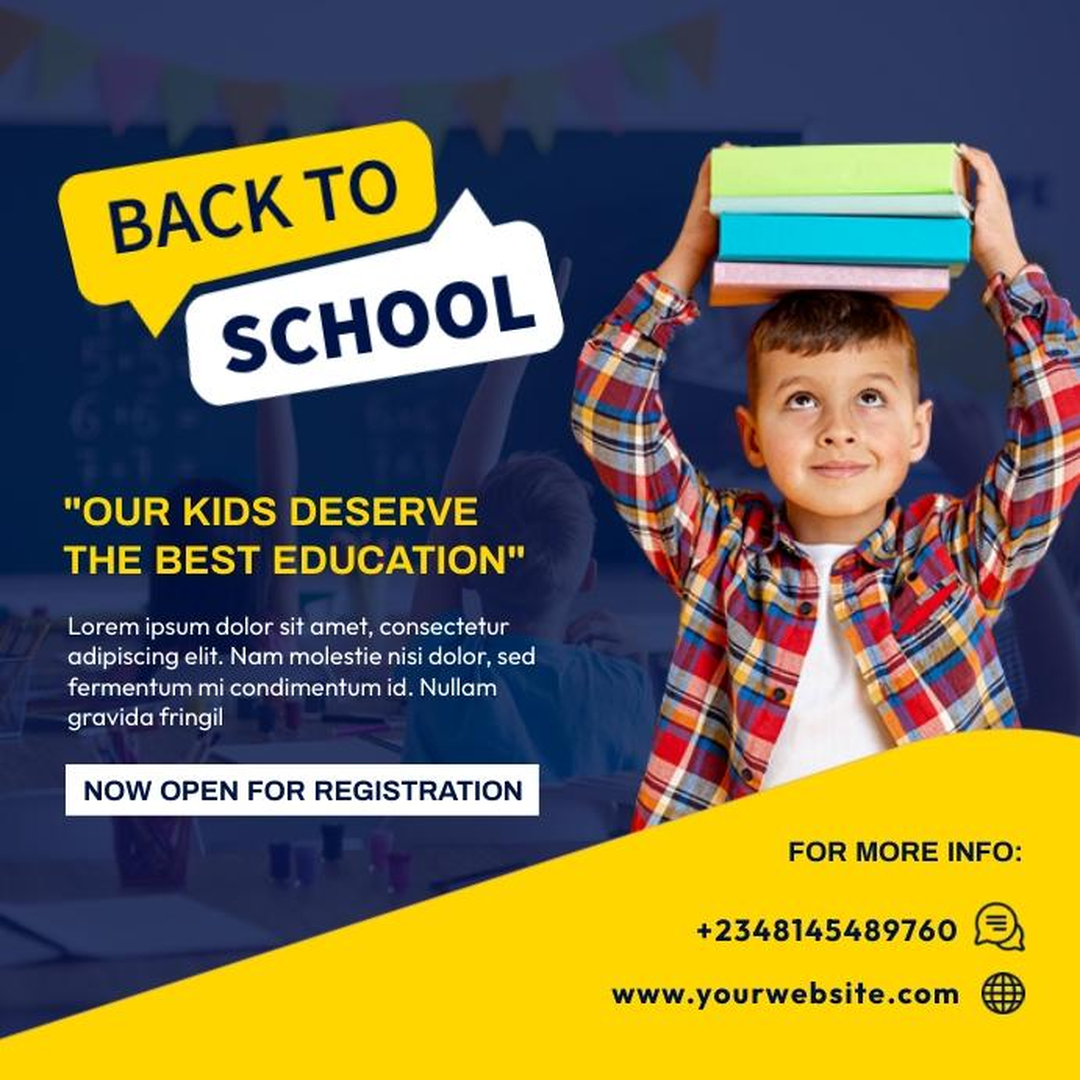 BACK TO
SCHOOL
"OUR KIDS DESERVE
THE BEST EDUCATION"
Lorem ipsum dolor sit amet, consectetur
adipiscing elit. Nam molestie nisi dolor, sed
fermentum mi condimentum id. Nullam
gravida fringil
NOW OPEN FOR REGISTRATION
FOR MORE INFO:
+2348145489760
www.yourwebsite.com